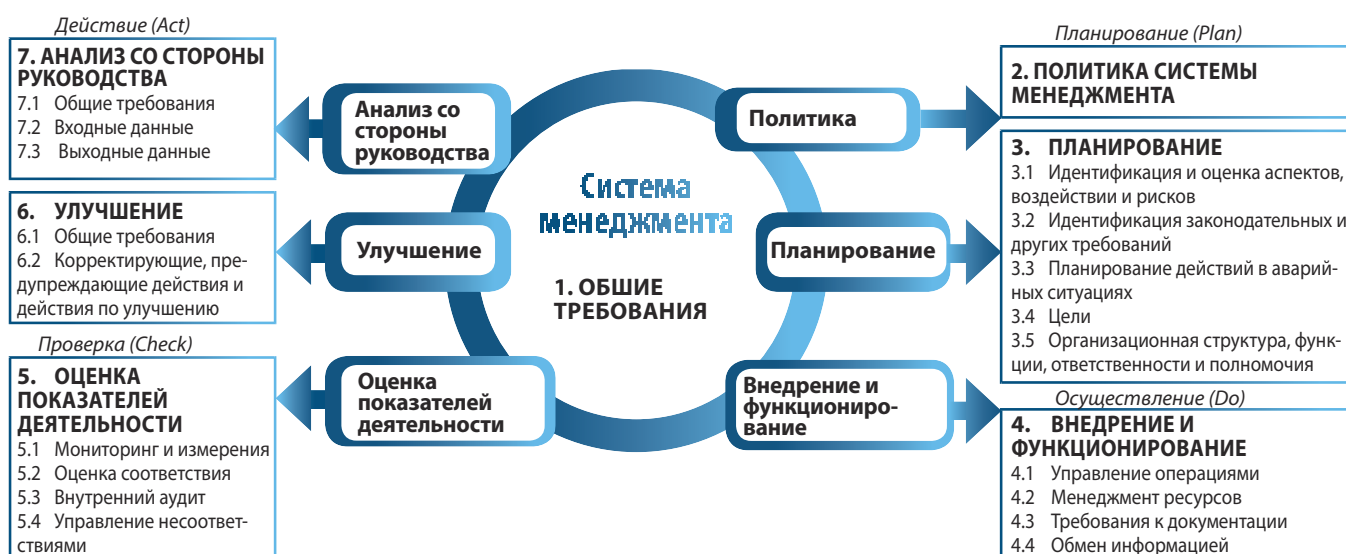 Действие (Act)
7. АНАЛИЗ СО СТОРОНЫ
РУКОВОДСТВА
7.1 Общие требования
7.2 Входные данные
7.3 Выходные данные
6. УЛУЧШЕНИЕ
6.1 Общие требования
6.2 Корректирующие, пре-
дупреждающие действия и
действия по улучшению
Проверка (Check)
5. ОЦЕНКА
ПОКАЗАТЕЛЕЙ
ДЕЯТЕЛЬНОСТИ
5.1 Мониторинг и измерения
5.2 Оценка соответствия
5.3 Внутренний аудит
5.4 Управление несоответ-
ствиями
Анализ со
стороны
руководства
Улучшение
Оценка
показателей
деятельности
Система
менеджмента
1. ОБШИЕ
ТРЕБОВАНИЯ
Политика
Планирование
Внедрение и
функциониро-
вание
Планирование (Plan)
2. ПОЛИТИКА СИСТЕМЫ
МЕНЕДЖМЕНТА
3. ПЛАНИРОВАНИЕ
3.1 Идентификация и оценка аспектов,
воздействии и рисков
3.2 Идентификация законодательных и
других требований
3.3 Планирование действий в аварий-
ных ситуациях
3.4 Цели
3.5 Организационная структура, функ-
ции, ответственности и полномочия
Осуществление (Do)
4. ВНЕДРЕНИЕ И
ФУНКЦИОНИРОВАНИЕ
4.1 Управление операциями
4.2 Менеджмент ресурсов
4.3 Требования к документации
4.4 Обмен информацией